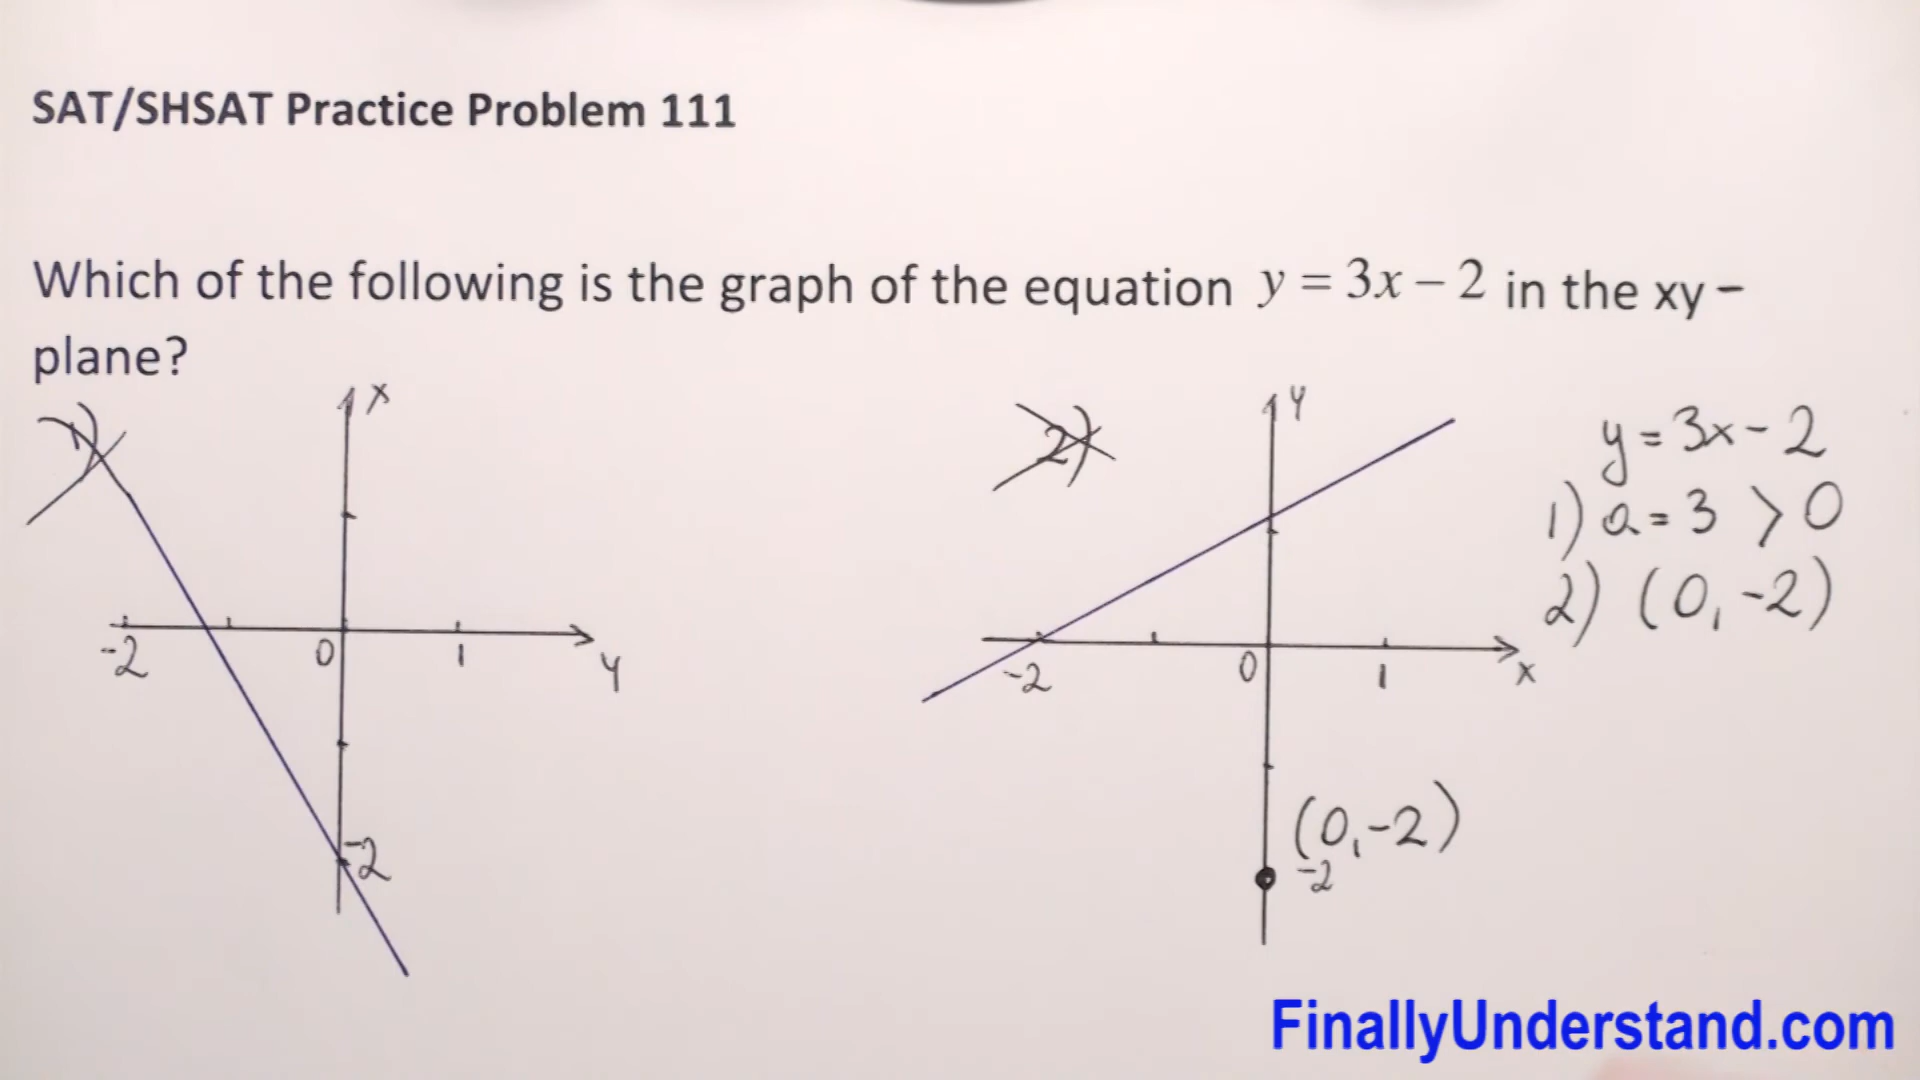 SAT/SHSAT Practice Problem 111
Which of the following is the graph of the equation y = 3x – 2 in the xy –
plane?
1)
x
-2
0
1
y
-2
2)
y
-2
0
1
x
(0,-2)
-2
y = 3x - 2
1) a = 3 > 0
2) (0, -2)
FinallyUnderstand.com